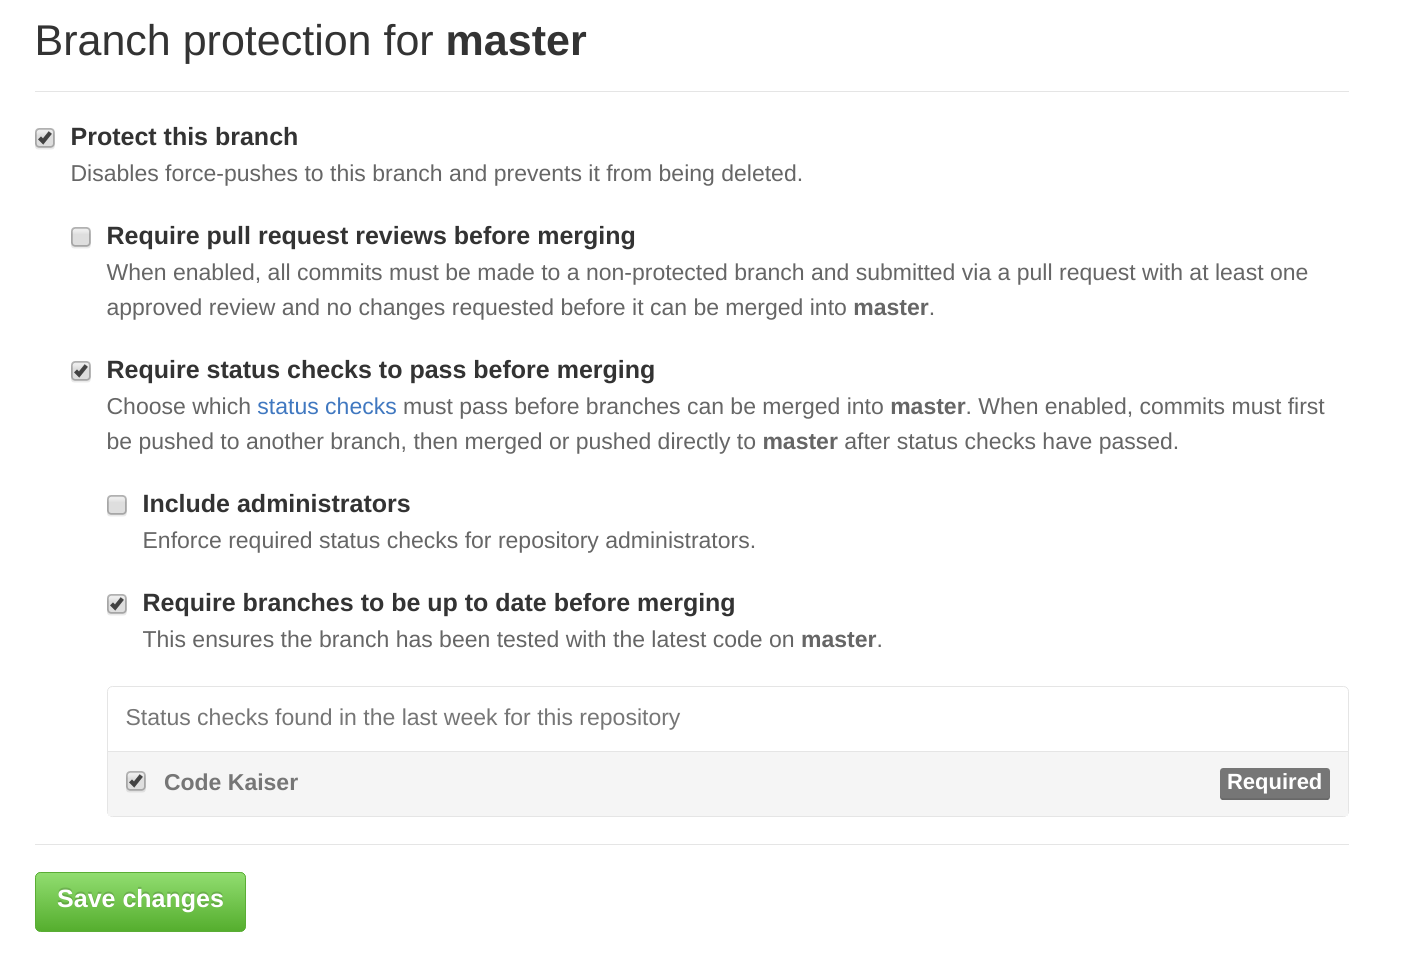 Branch protection for master
Protect this branch
Disables force-pushes to this branch and prevents it from being deleted.
Require pull request reviews before merging
When enabled, all commits must be made to a non-protected branch and submitted via a pull request with at least one
approved review and no changes requested before it can be merged into master.
Require status checks to pass before merging
Choose which status checks must pass before branches can be merged into master. When enabled, commits must first
be pushed to another branch, then merged or pushed directly to master after status checks have passed.
Include administrators
Enforce required status checks for repository administrators.
Require branches to be up to date before merging
This ensures the branch has been tested with the latest code on master.
Status checks found in the last week for this repository
Code Kaiser Required
Save changes